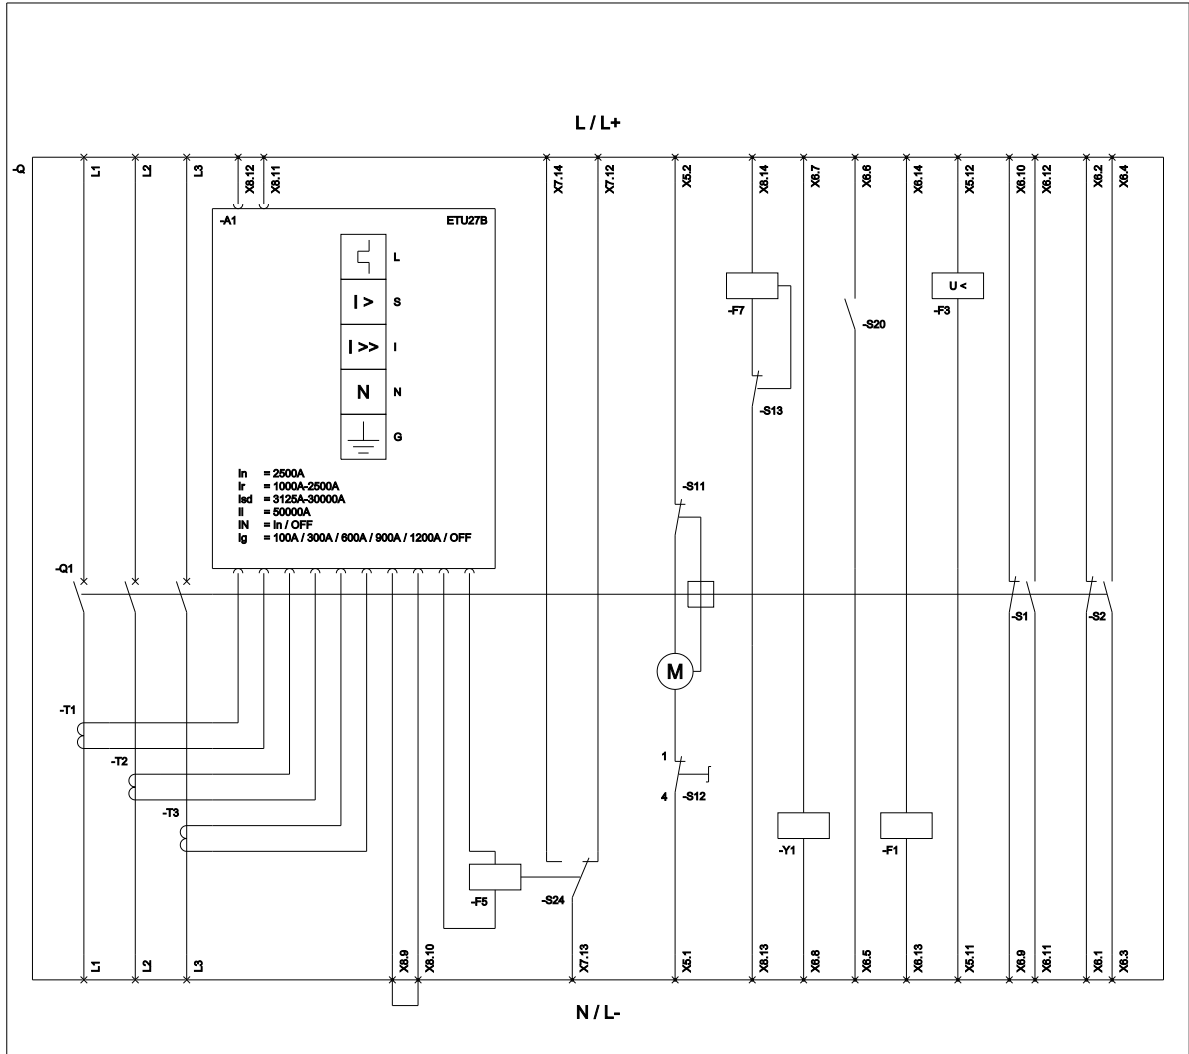 L / L+
-Q
L1
L2
L3
X8.12
X8.11
X7.14
X7.12
X5.2
X8.14
X6.7
X6.6
X6.14
X5.12
X6.10
X6.12
X6.2
X6.4
-A1
ETU27B
L
I >
S
I >>
I
N
N
G
In = 2500A
Ir = 1000A-2500A
Isd = 3125A-30000A
Ii = 50000A
IN = In / OFF
Ig = 100A / 300A / 600A / 900A / 1200A / OFF
-F7
-S13
-S20
U <
-F3
-S11
-Q1
-S1
-S2
M
-T1
-T2
-T3
1
4
-S12
-Y1
-F1
-F5
-S24
L1
L2
L3
X8.9
X8.10
X7.13
X5.1
X8.13
X6.8
X6.5
X6.13
X5.11
X6.9
X6.11
X6.1
X6.3
N / L-